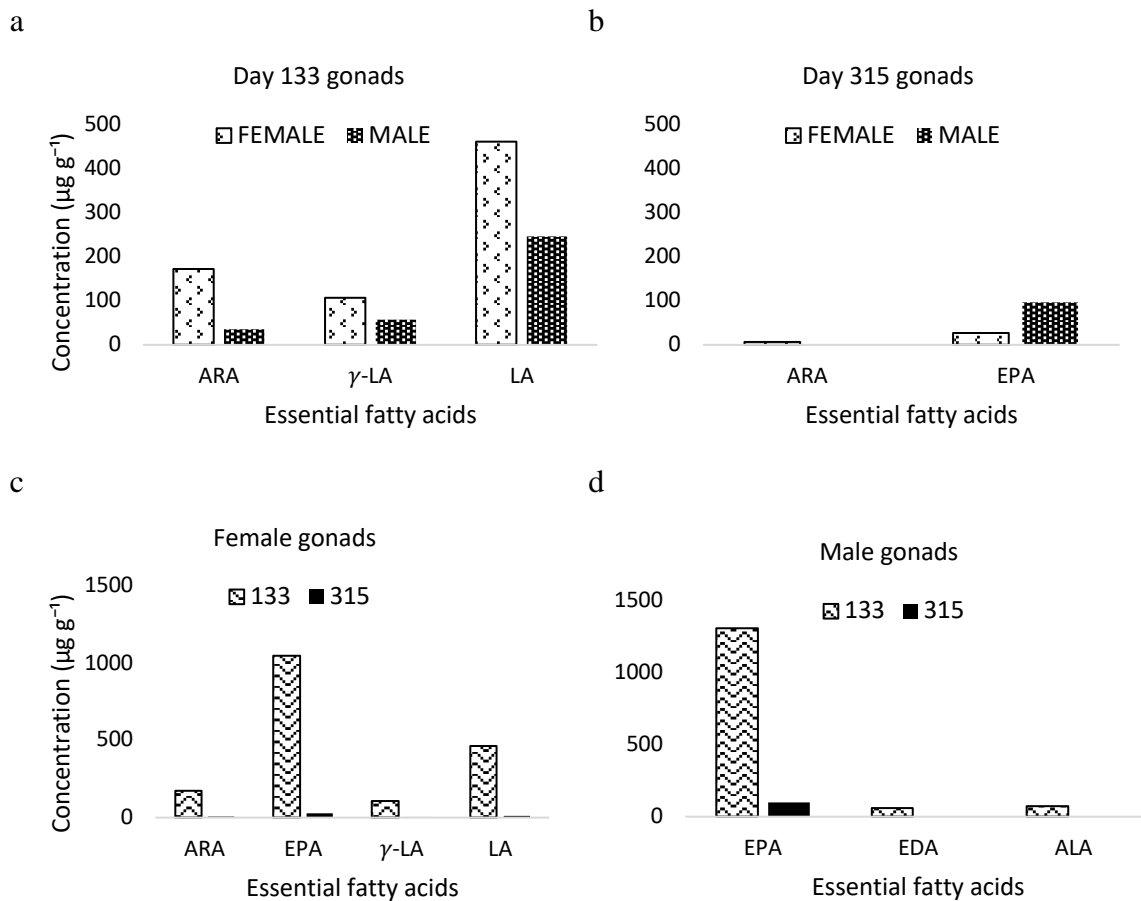 a
Day 133 gonads
FEMALE MALE
Concentration (µg g⁻¹)
500
400
300
200
100
0
ARA γ-LA LA
Essential fatty acids
b
Day 315 gonads
FEMALE MALE
500
400
300
200
100
0
ARA EPA
Essential fatty acids
c
Female gonads
133 315
Concentration (µg g⁻¹)
1500
1000
500
0
ARA EPA γ-LA LA
Essential fatty acids
d
Male gonads
133 315
1500
1000
500
0
EPA EDA ALA
Essential fatty acids